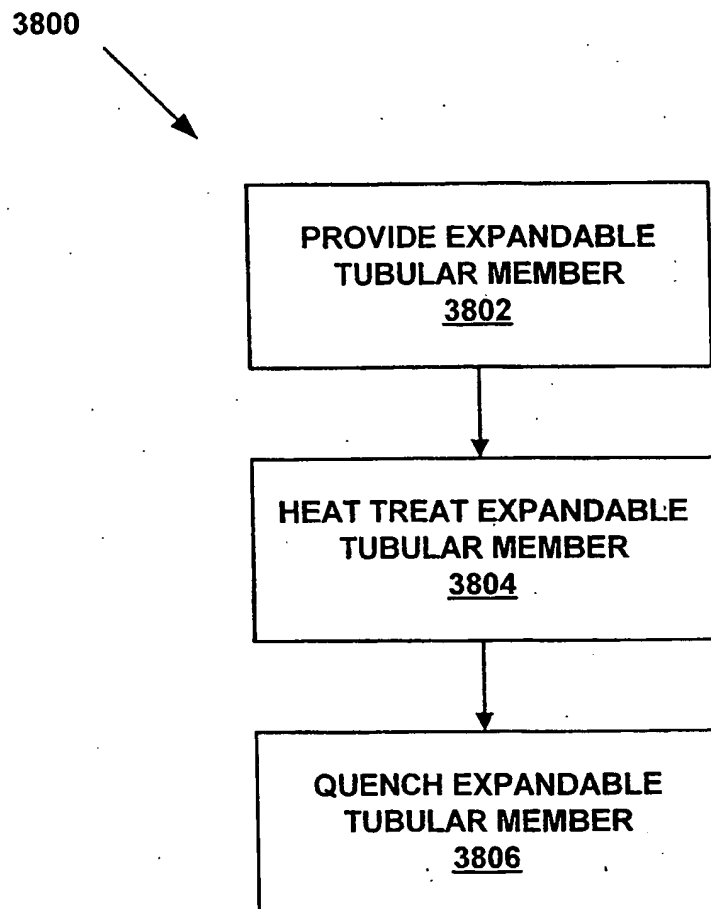 3800
PROVIDE EXPANDABLE
TUBULAR MEMBER
3802
HEAT TREAT EXPANDABLE
TUBULAR MEMBER
3804
QUENCH EXPANDABLE
TUBULAR MEMBER
3806